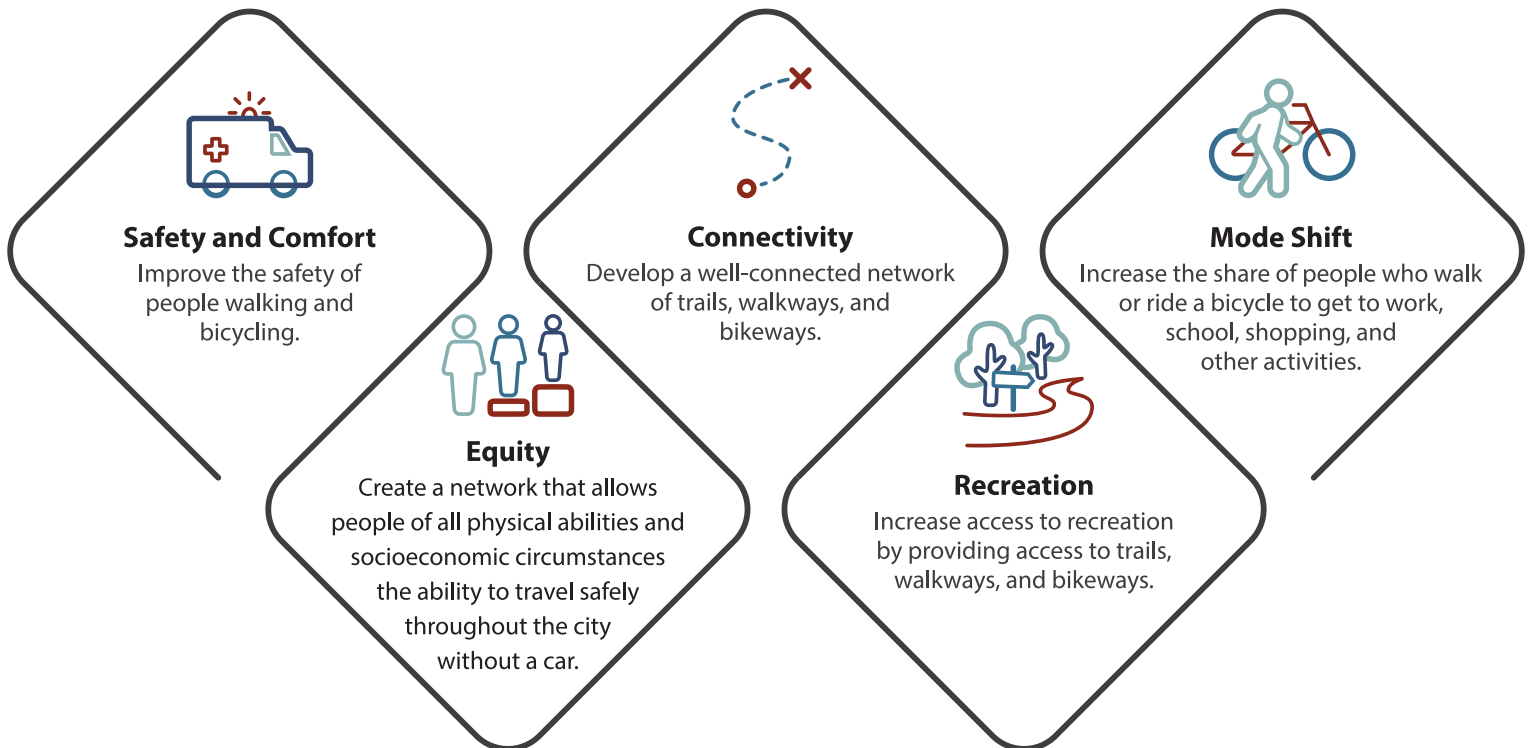 Safety and Comfort
Improve the safety of
people walking and
bicycling.
Equity
Create a network that allows
people of all physical abilities and
socioeconomic circumstances
the ability to travel safely
throughout the city
without a car.
Connectivity
Develop a well-connected network
of trails, walkways, and
bikeways.
Recreation
Increase access to recreation
by providing access to trails,
walkways, and bikeways.
Mode Shift
Increase the share of people who walk
or ride a bicycle to get to work,
school, shopping, and
other activities.